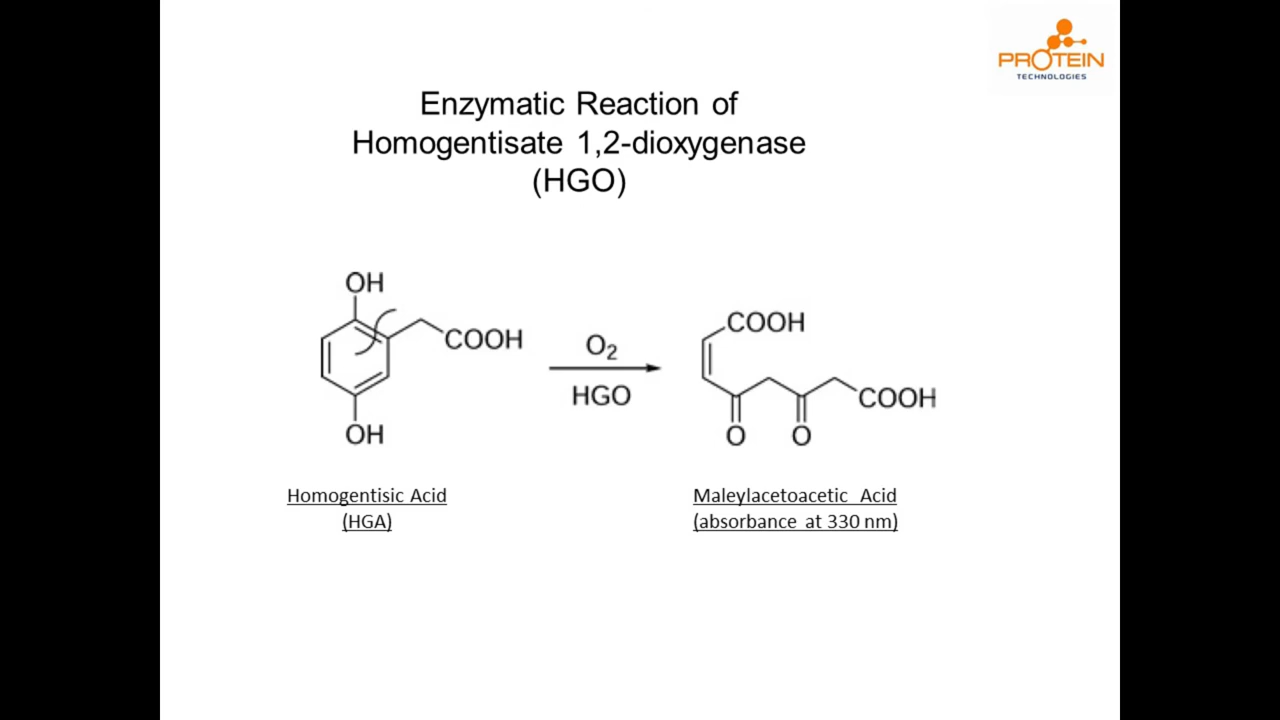 PROTEIN
TECHNOLOGIES
Enzymatic Reaction of
Homogentisate 1,2-dioxygenase
(HGO)
OH
COOH
OH
O2
HGO
COOH
COOH
O O
Homogentisic Acid
(HGA)
Maleylacetoacetic Acid
(absorbance at 330 nm)